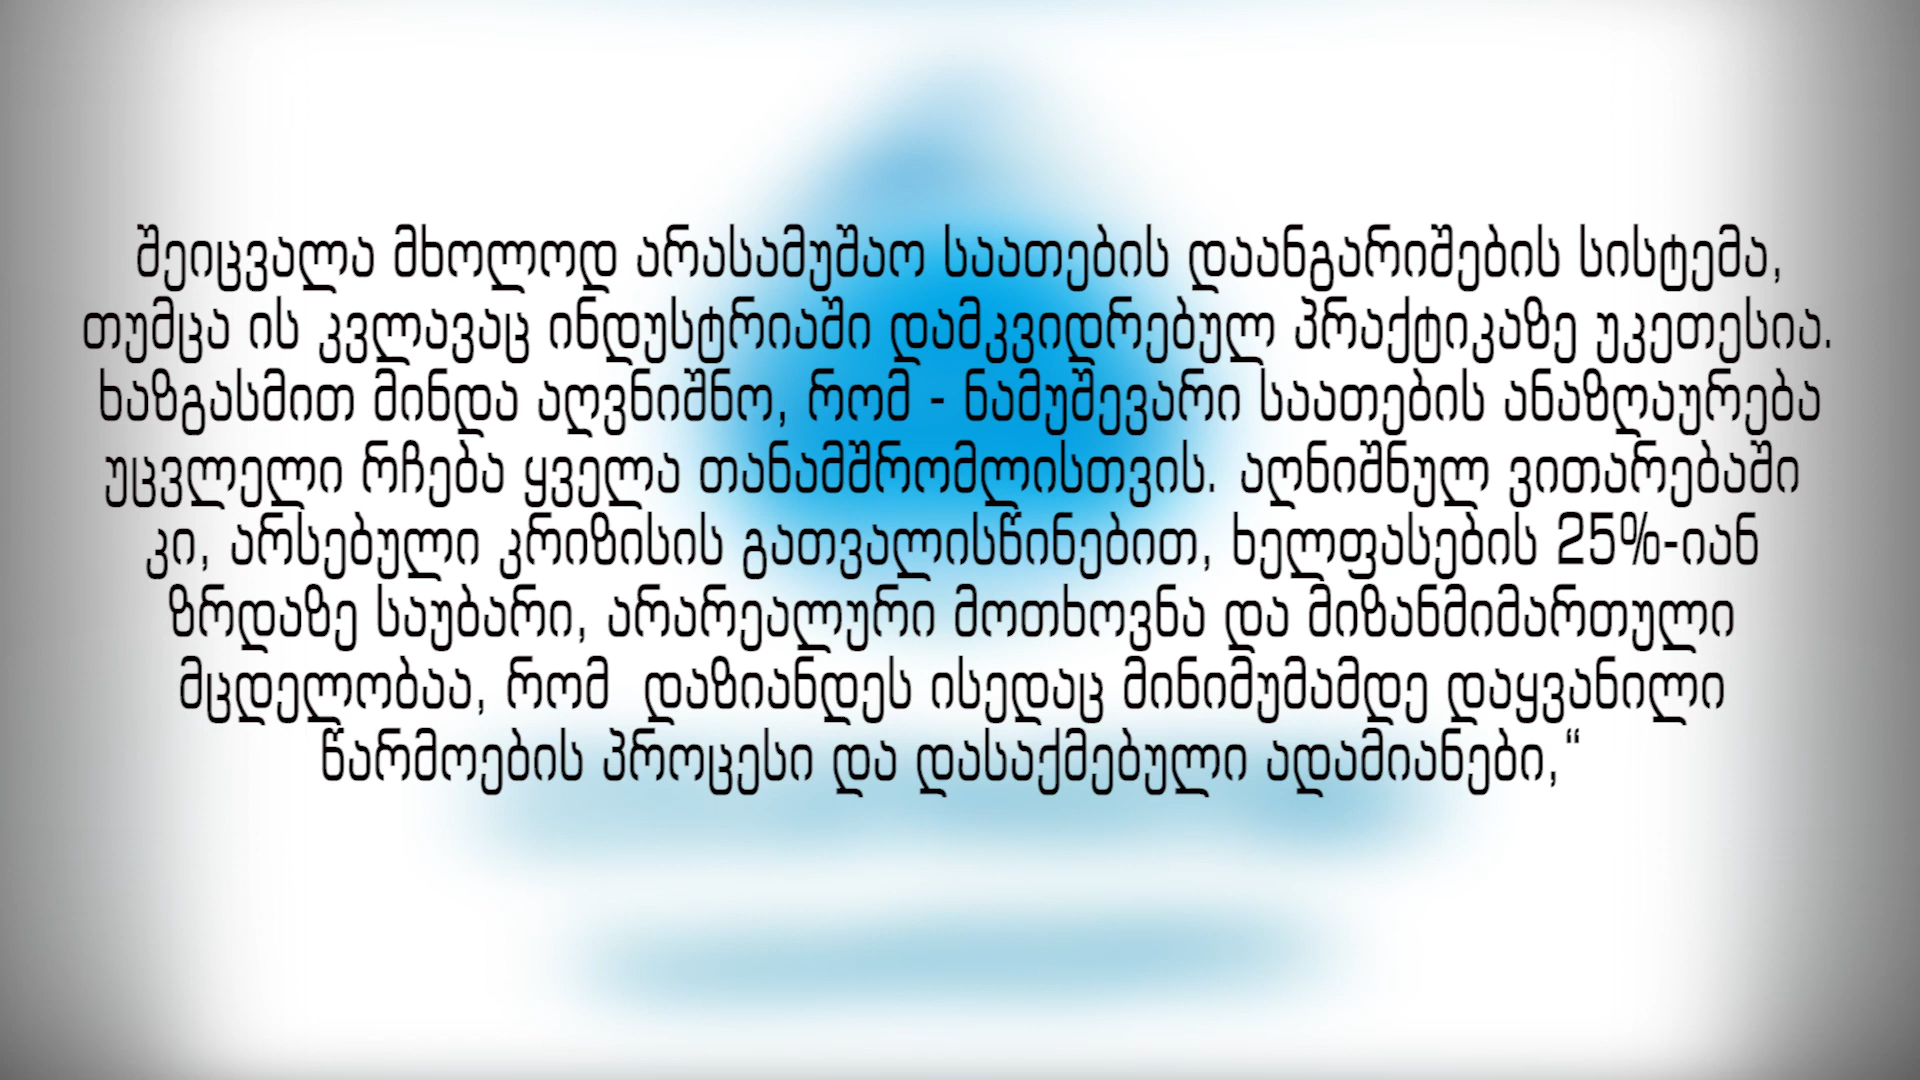 შეიცვალა მხოლოდ არასამუშაო საათების დაანგარიშების სისტემა,
თუმცა ის კვლავაც ინდუსტრიაში დამკვიდრებულ პრაქტიკაზე უკეთესია.
ხაზგასმით მინდა აღვნიშნო, რომ - ნამუშევარი საათების ანაზღაურება
უცვლელი რჩება ყველა თანამშრომლისთვის. აღნიშნულ ვითარებაში
კი, არსებული კრიზისის გათვალისწინებით, ხელფასების 25%-იან
ზრდაზე საუბარი, არარეალური მოთხოვნა და მიზანმიმართული
მცდელობაა, რომ  დაზიანდეს ისედაც მინიმუმამდე დაყვანილი
წარმოების პროცესი და დასაქმებული ადამიანები,“